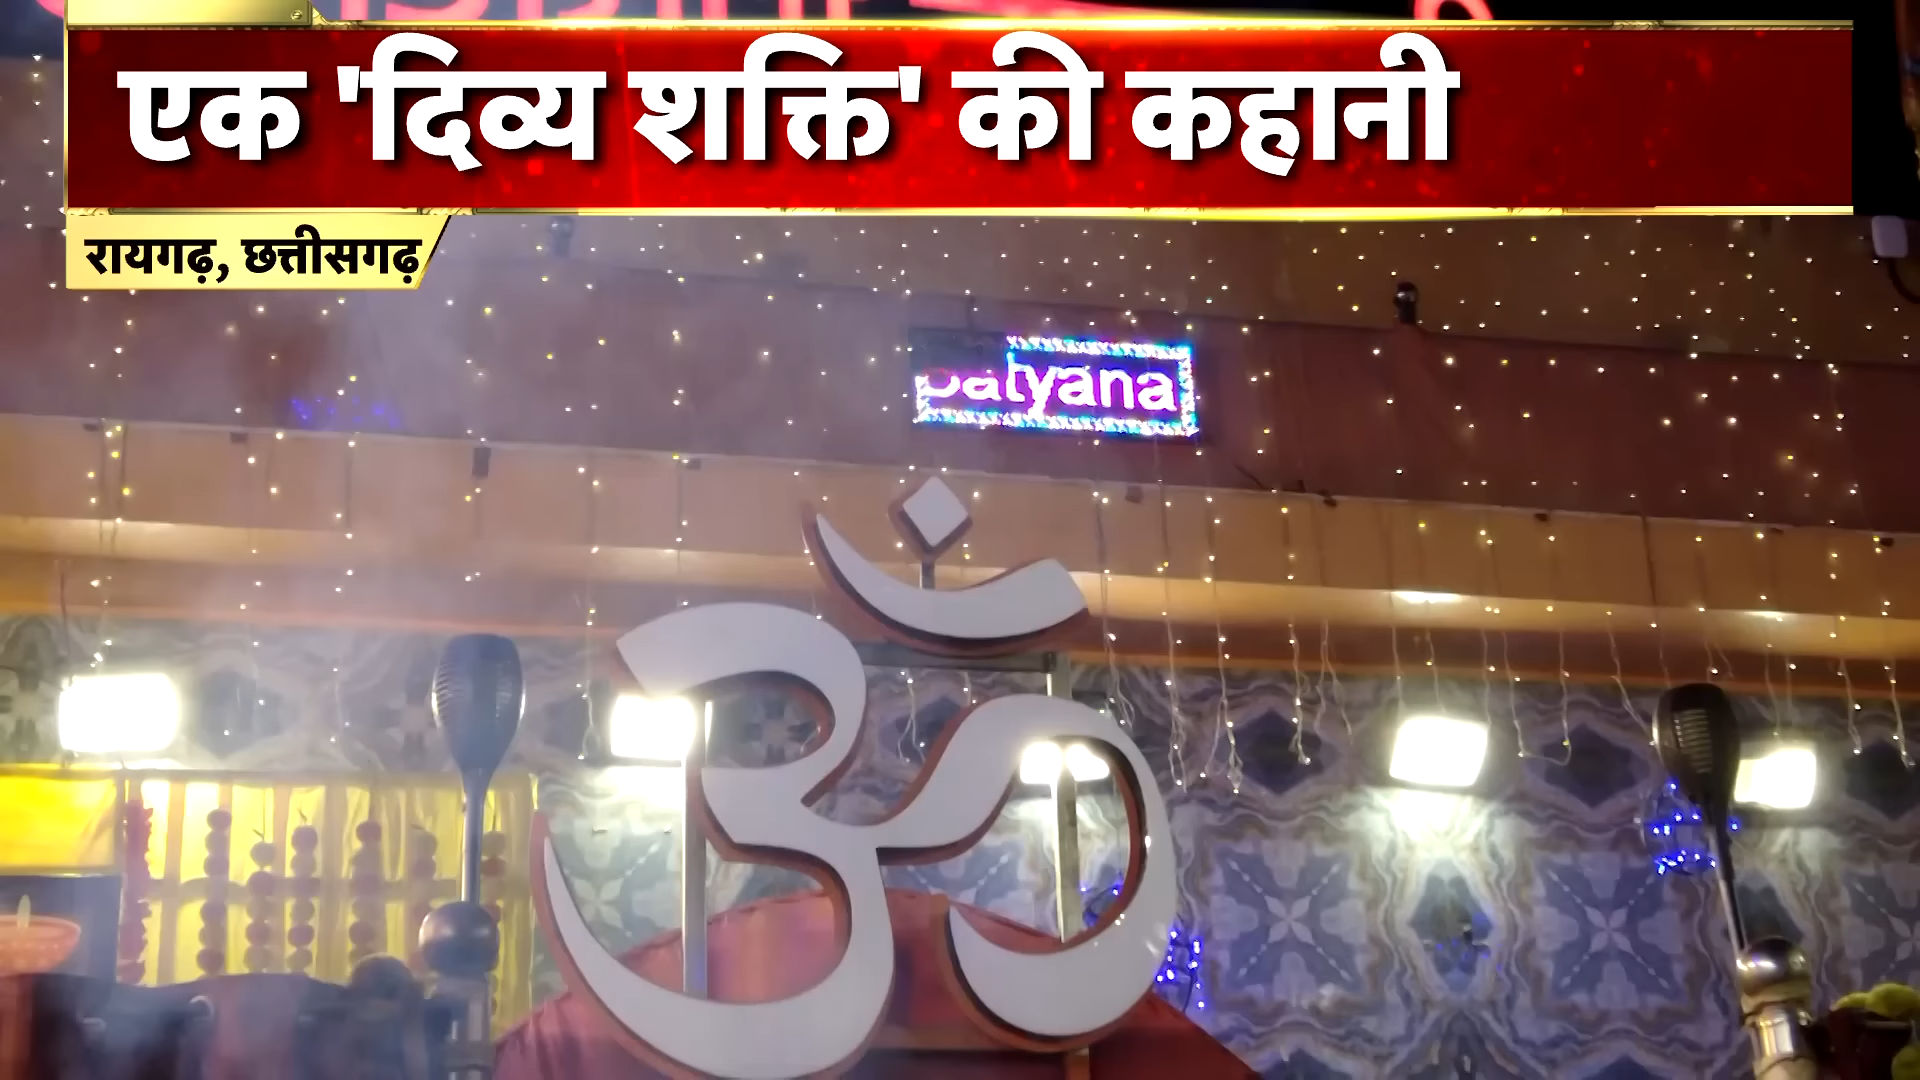 एक 'दिव्य शक्ति' की कहानी
रायगढ़, छत्तीसगढ़
ॐ